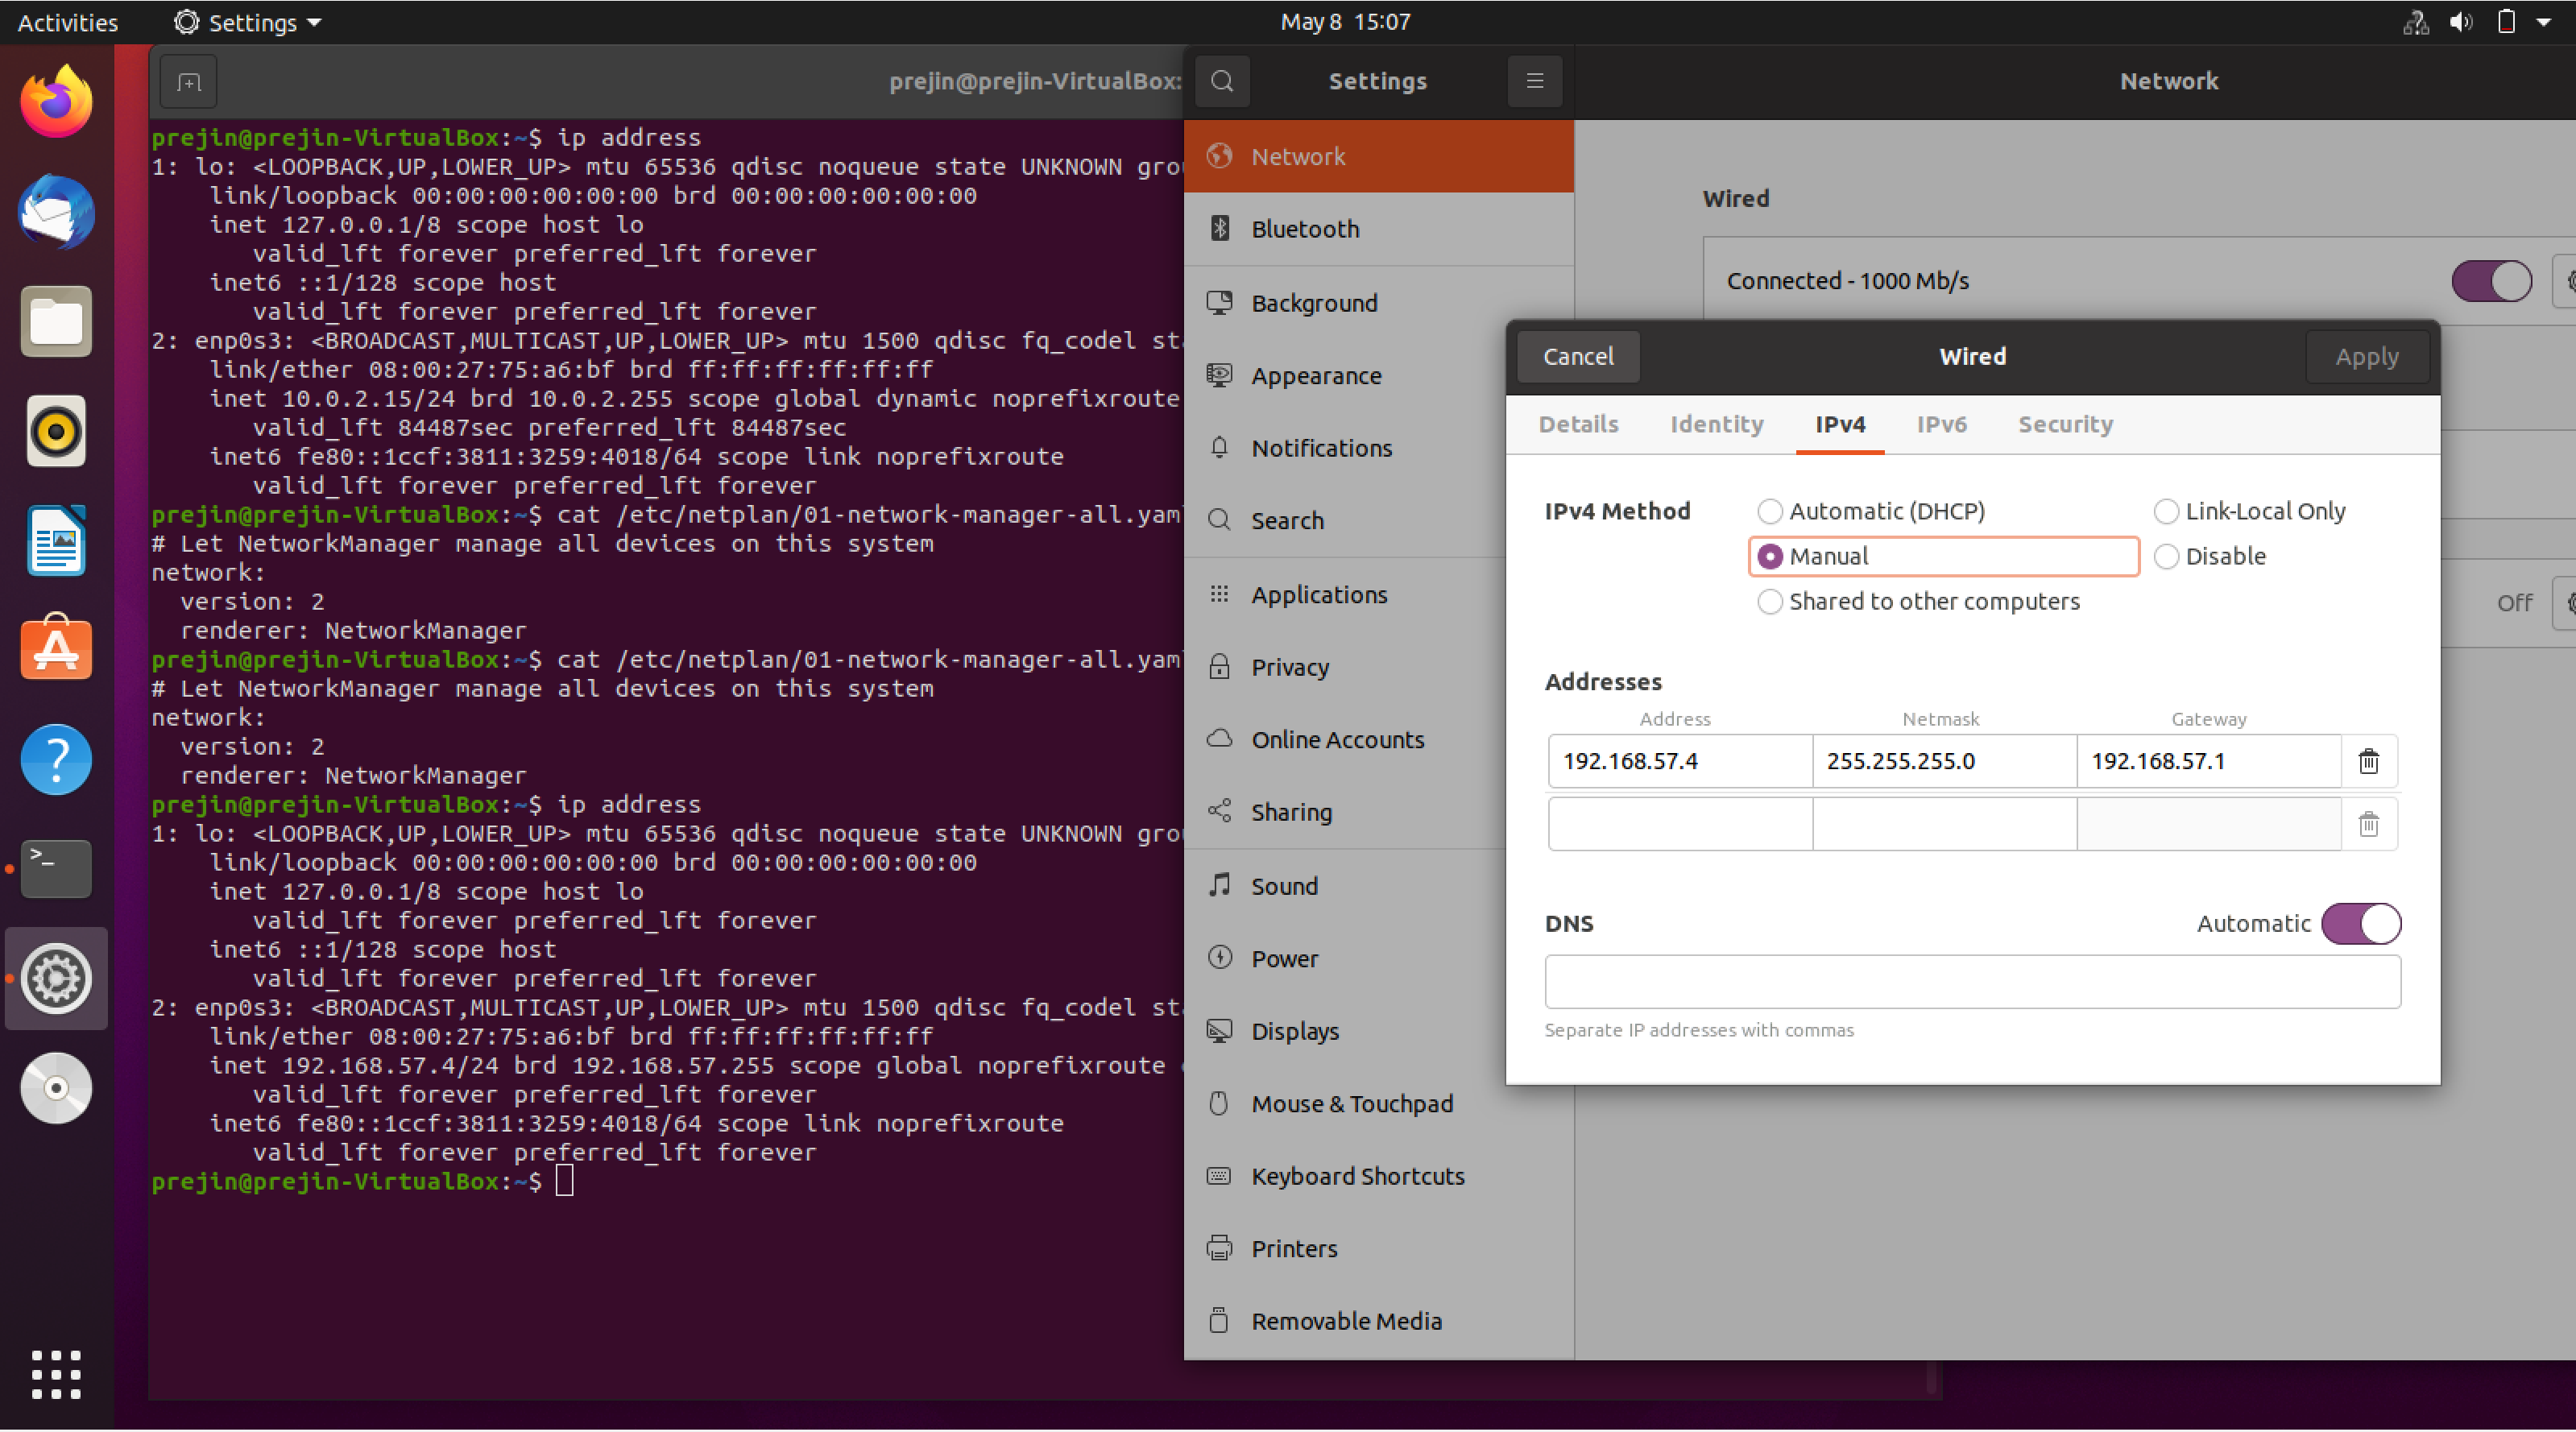 Activities
Settings
May 8 15:07
prejin@prejin-VirtualBox:
Settings
Network
prejin@prejin-VirtualBox:~$ ip address
1: lo: <LOOPBACK,UP,LOWER_UP> mtu 65536 qdisc noqueue state UNKNOWN grou
link/loopback 00:00:00:00:00:00 brd 00:00:00:00:00:00
inet 127.0.0.1/8 scope host lo
valid_lft forever preferred_lft forever
inet6 ::1/128 scope host
valid_lft forever preferred_lft forever
2: enp0s3: <BROADCAST,MULTICAST,UP,LOWER_UP> mtu 1500 qdisc fq_codel sta
link/ether 08:00:27:75:a6:bf brd ff:ff:ff:ff:ff:ff
inet 10.0.2.15/24 brd 10.0.2.255 scope global dynamic noprefixroute
valid_lft 84487sec preferred_lft 84487sec
inet6 fe80::1ccf:3811:3259:4018/64 scope link noprefixroute
valid_lft forever preferred_lft forever
prejin@prejin-VirtualBox:~$ cat /etc/netplan/01-network-manager-all.yaml
# Let NetworkManager manage all devices on this system
network:
version: 2
renderer: NetworkManager
prejin@prejin-VirtualBox:~$ cat /etc/netplan/01-network-manager-all.yaml
# Let NetworkManager manage all devices on this system
network:
version: 2
renderer: NetworkManager
prejin@prejin-VirtualBox:~$ ip address
1: lo: <LOOPBACK,UP,LOWER_UP> mtu 65536 qdisc noqueue state UNKNOWN grou
link/loopback 00:00:00:00:00:00 brd 00:00:00:00:00:00
inet 127.0.0.1/8 scope host lo
valid_lft forever preferred_lft forever
inet6 ::1/128 scope host
valid_lft forever preferred_lft forever
2: enp0s3: <BROADCAST,MULTICAST,UP,LOWER_UP> mtu 1500 qdisc fq_codel sta
link/ether 08:00:27:75:a6:bf brd ff:ff:ff:ff:ff:ff
inet 192.168.57.4/24 brd 192.168.57.255 scope global noprefixroute
valid_lft forever preferred_lft forever
inet6 fe80::1ccf:3811:3259:4018/64 scope link noprefixroute
valid_lft forever preferred_lft forever
prejin@prejin-VirtualBox:~$
Network
Bluetooth
Background
Appearance
Notifications
Search
Applications
Privacy
Online Accounts
Sharing
Sound
Power
Displays
Mouse & Touchpad
Keyboard Shortcuts
Printers
Removable Media
Wired
Connected - 1000 Mb/s
Off
Cancel
Wired
Apply
Details Identity IPv4 IPv6 Security
IPv4 Method
Automatic (DHCP)
Link-Local Only
Manual
Disable
Shared to other computers
Addresses
Address Netmask Gateway
192.168.57.4 255.255.255.0 192.168.57.1
DNS
Automatic
Separate IP addresses with commas